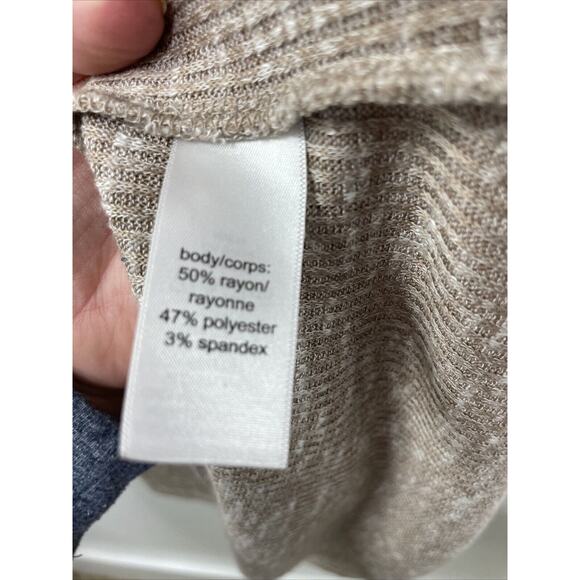 body/corps:
50% rayon/
rayonne
47% polyester
3% spandex